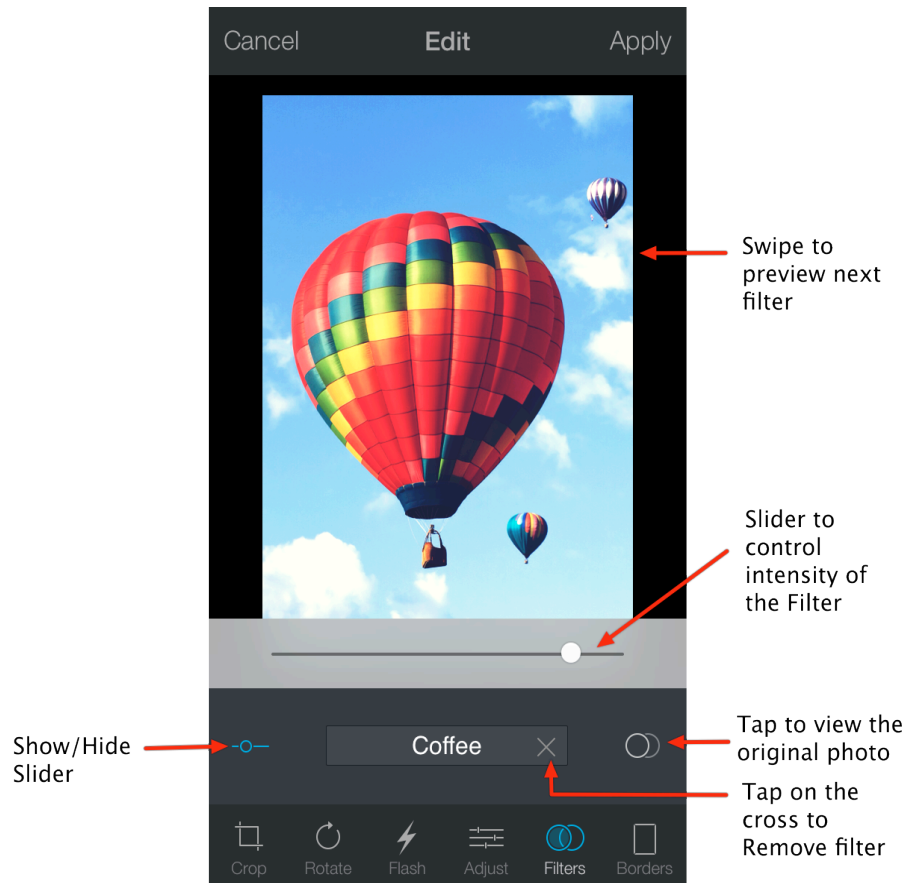 Cancel Edit Apply
Swipe to
preview next
filter
Slider to
control
intensity of
the Filter
Show/Hide
Slider
Coffee
Tap to view the
original photo
Tap on the
cross to
Remove filter
Crop Rotate Flash Adjust Filters Borders